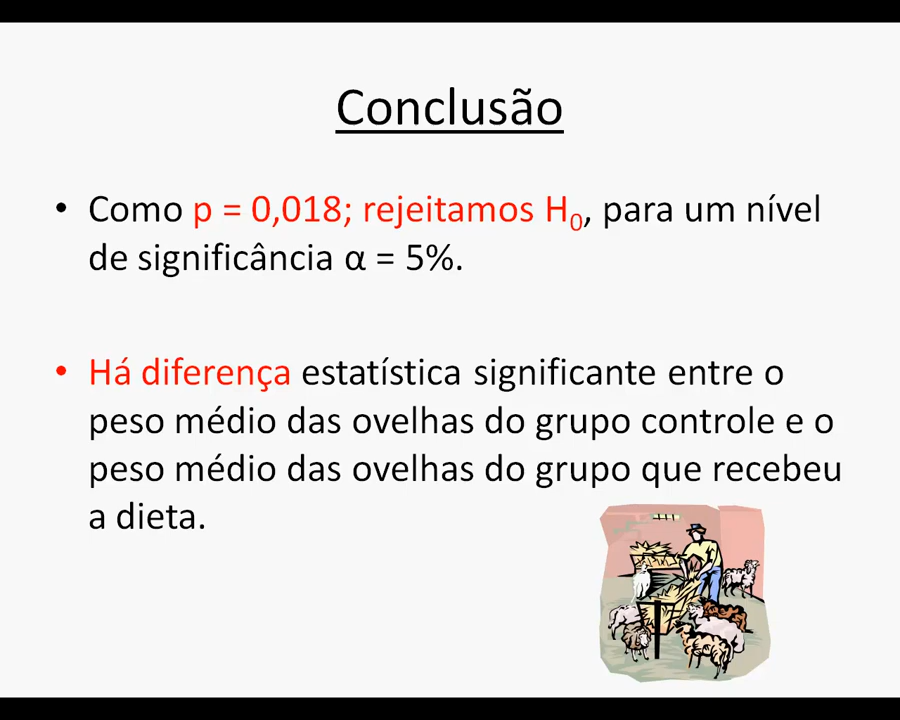 Conclusão
• Como p = 0,018; rejeitamos H₀, para um nível
de significância α = 5%.
• Há diferença estatística significante entre o
peso médio das ovelhas do grupo controle e o
peso médio das ovelhas do grupo que recebeu
a dieta.